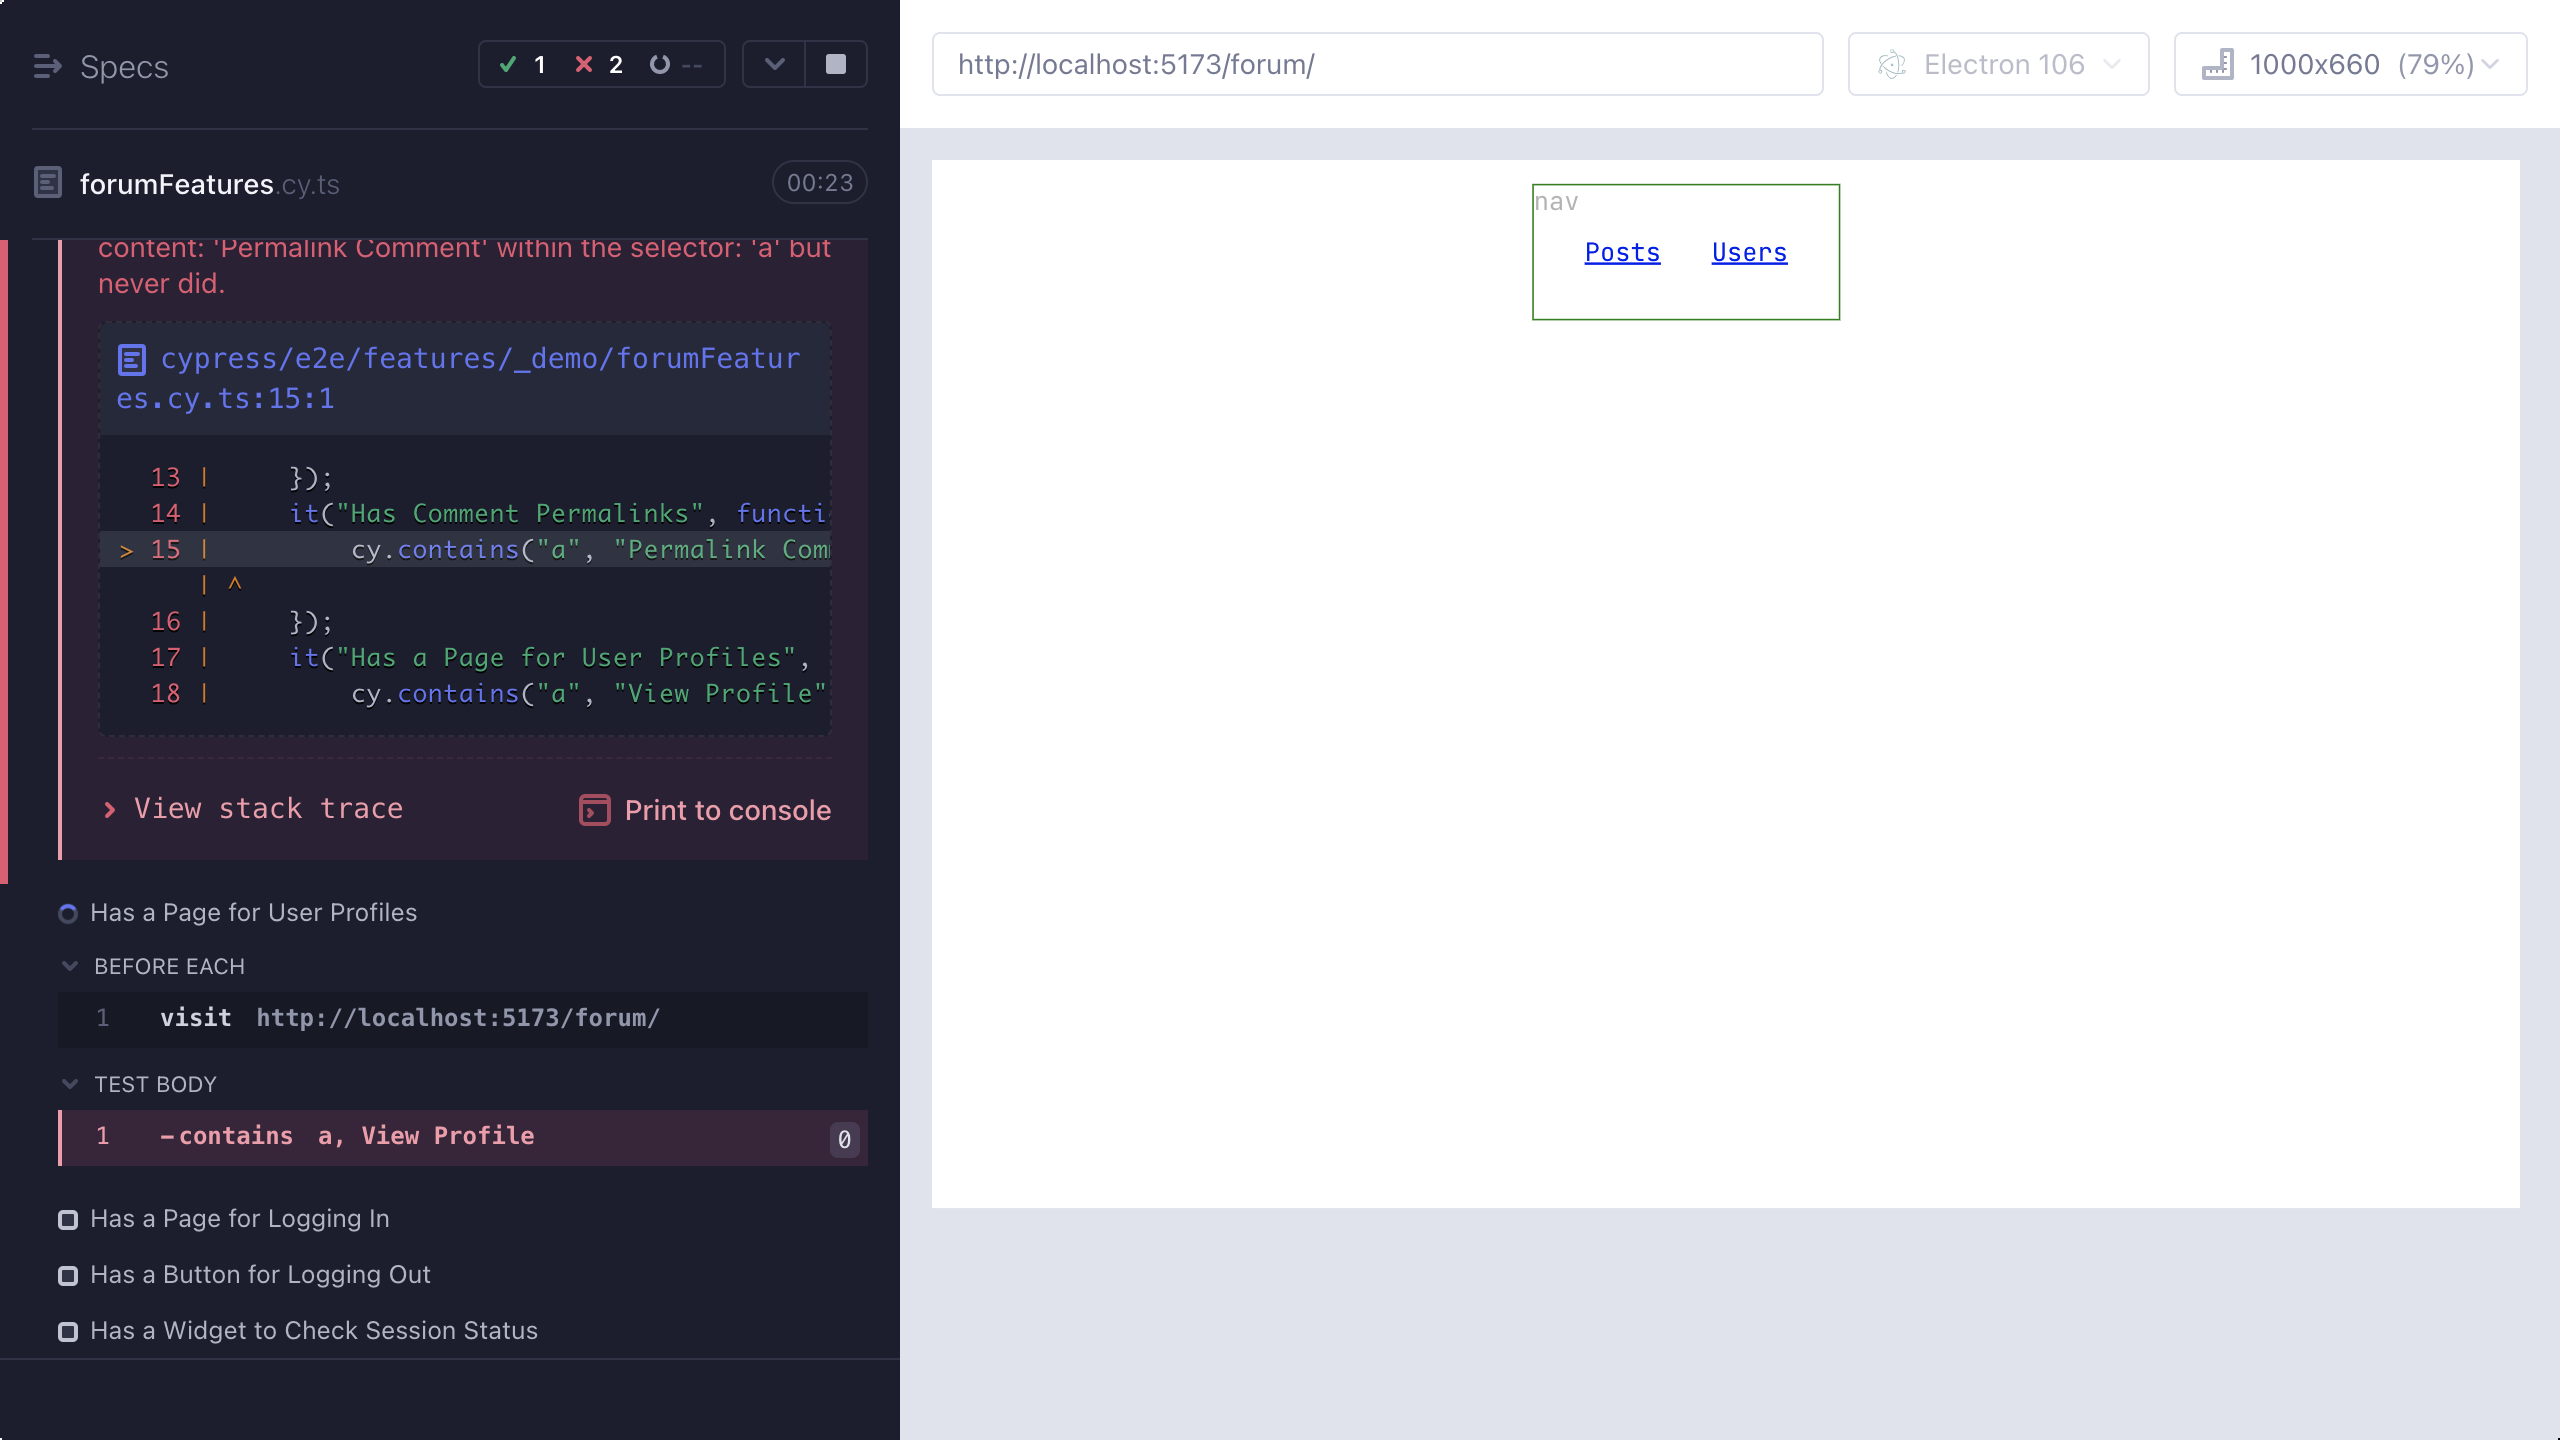 Specs
1 2 --
forumFeatures.cy.ts
00:23
content: 'Permalink Comment' within the selector: 'a' but
never did.
cypress/e2e/features/_demo/forumFeatur
es.cy.ts:15:1
13 | });
14 | it("Has Comment Permalinks", functi
> 15 | cy.contains("a", "Permalink Com
| ^
16 | });
17 | it("Has a Page for User Profiles",
18 | cy.contains("a", "View Profile"
View stack trace
Print to console
Has a Page for User Profiles
BEFORE EACH
1 visit http://localhost:5173/forum/
TEST BODY
1 -contains a, View Profile 0
Has a Page for Logging In
Has a Button for Logging Out
Has a Widget to Check Session Status
http://localhost:5173/forum/
Electron 106
1000x660 (79%)
nav
Posts Users